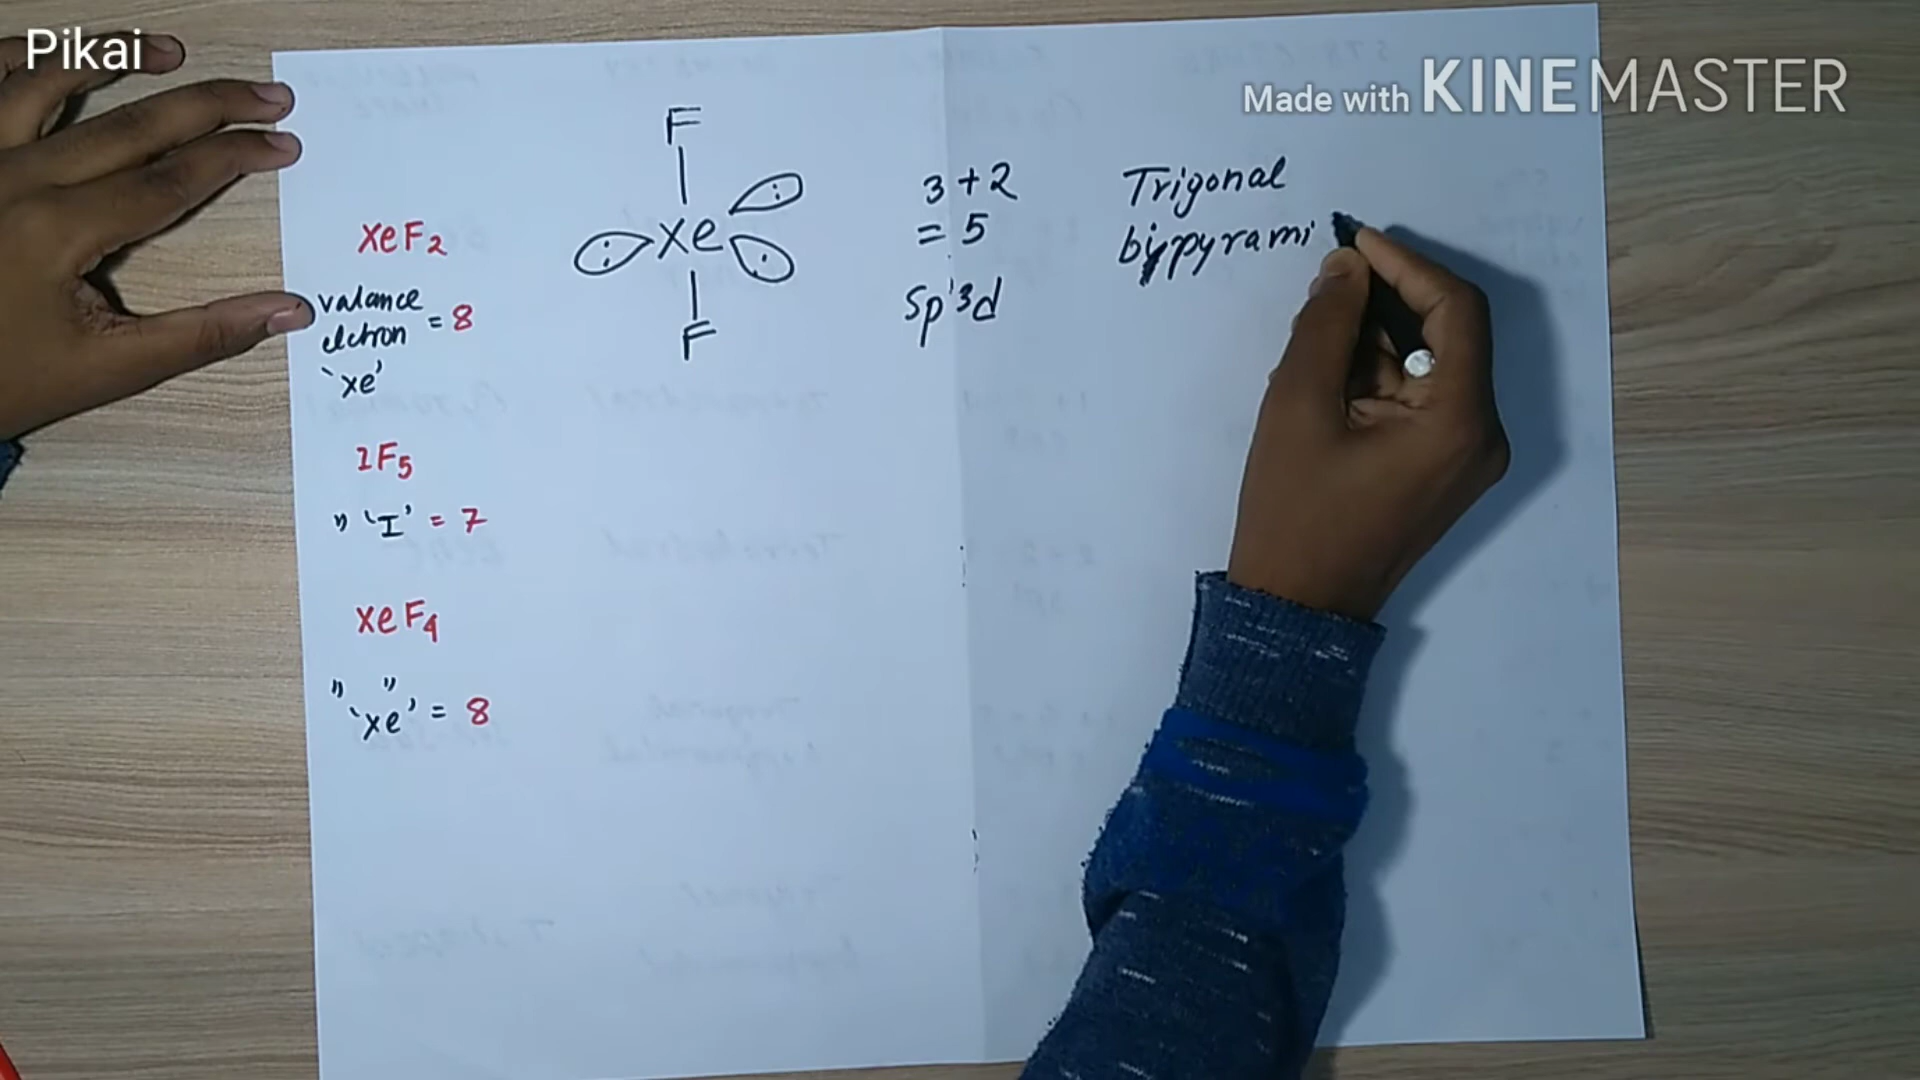 Pikai
Made with KINEMASTER
F
XeF2
Xe
F
3 + 2
= 5
Sp3d
Trigonal
bipyrami
valance
elctron = 8
'xe'
IF5
" 'I' = 7
XeF4
" "
'xe' = 8